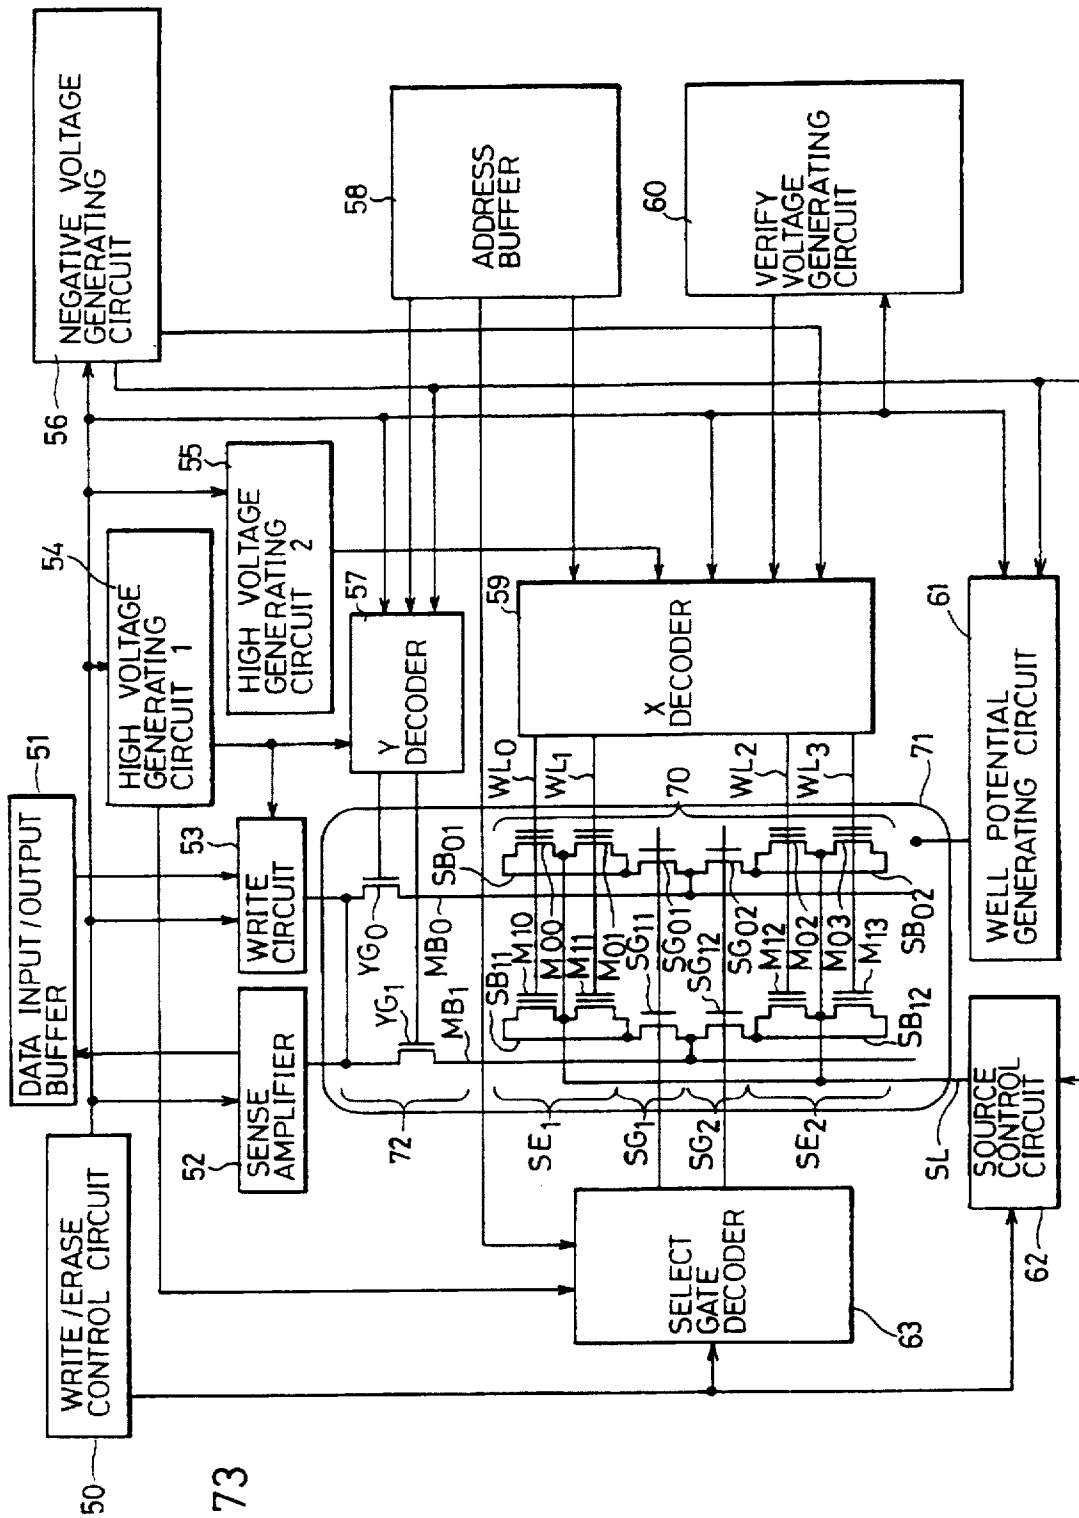 73
50
WRITE/ERASE
CONTROL CIRCUIT
51
DATA INPUT/OUTPUT
BUFFER
52
SENSE
AMPLIFIER
53
WRITE
CIRCUIT
54
HIGH VOLTAGE
GENERATING
CIRCUIT 1
55
HIGH VOLTAGE
GENERATING
CIRCUIT 2
56
NEGATIVE VOLTAGE
GENERATING
CIRCUIT
57
Y
DECODER
58
ADDRESS
BUFFER
59
X
DECODER
60
VERIFY
VOLTAGE
GENERATING
CIRCUIT
61
WELL POTENTIAL
GENERATING CIRCUIT
62
SOURCE
CONTROL
CIRCUIT
63
SELECT
GATE
DECODER
70
71
72
YG0
YG1
MB0
MB1
SB01
SB11
SB02
SB12
WL0
WL1
WL2
WL3
M10
M00
M11
M01
SG11
SG01
SG12
SG02
M12
M02
M03
M13
SE1
SG1
SG2
SE2
SL